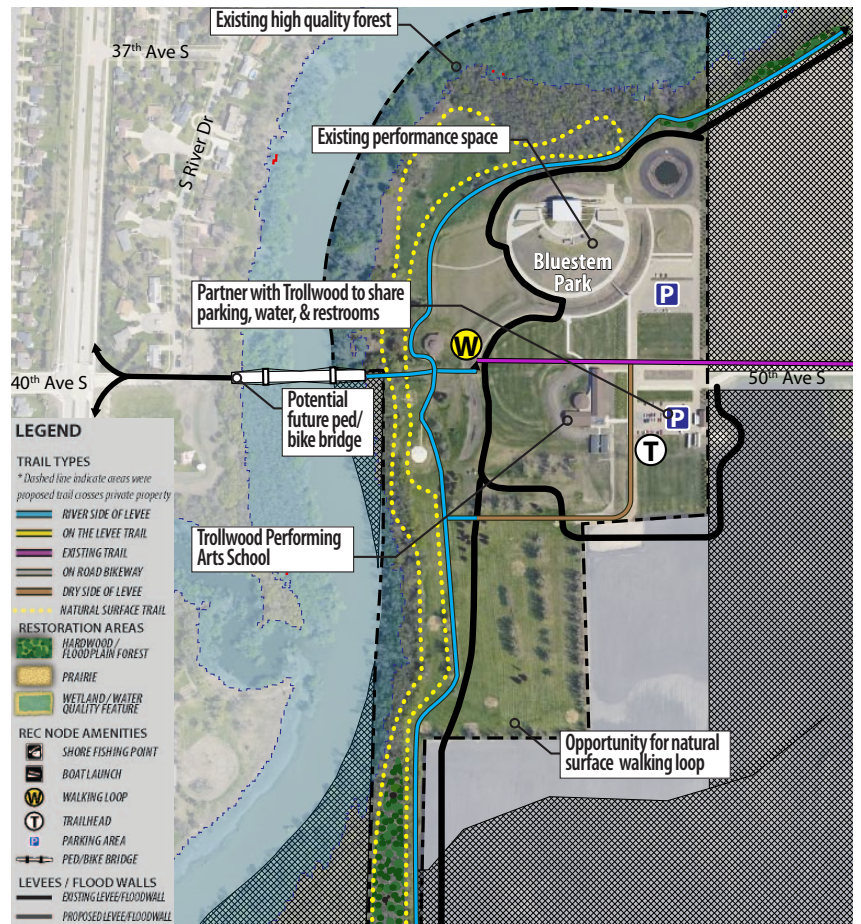 Existing high quality forest
37th Ave S
S River Dr
Existing performance space
Bluestem
Park
Partner with Trollwood to share
parking, water, & restrooms
P
W
40th Ave S
50th Ave S
Potential
future ped/
bike bridge
P
T
Trollwood Performing
Arts School
Opportunity for natural
surface walking loop
LEGEND
TRAIL TYPES
* Dashed line indicate areas were
proposed trail crosses private property
RIVER SIDE OF LEVEE
ON THE LEVEE TRAIL
EXISTING TRAIL
ON ROAD BIKEWAY
DRY SIDE OF LEVEE
NATURAL SURFACE TRAIL
RESTORATION AREAS
HARDWOOD /
FLOODPLAIN FOREST
PRAIRIE
WETLAND / WATER
QUALITY FEATURE
REC NODE AMENITIES
SHORE FISHING POINT
BOAT LAUNCH
W WALKING LOOP
T TRAILHEAD
P PARKING AREA
PED/BIKE BRIDGE
LEVEES / FLOOD WALLS
EXISTING LEVEE/FLOODWALL
PROPOSED LEVEE/FLOODWALL